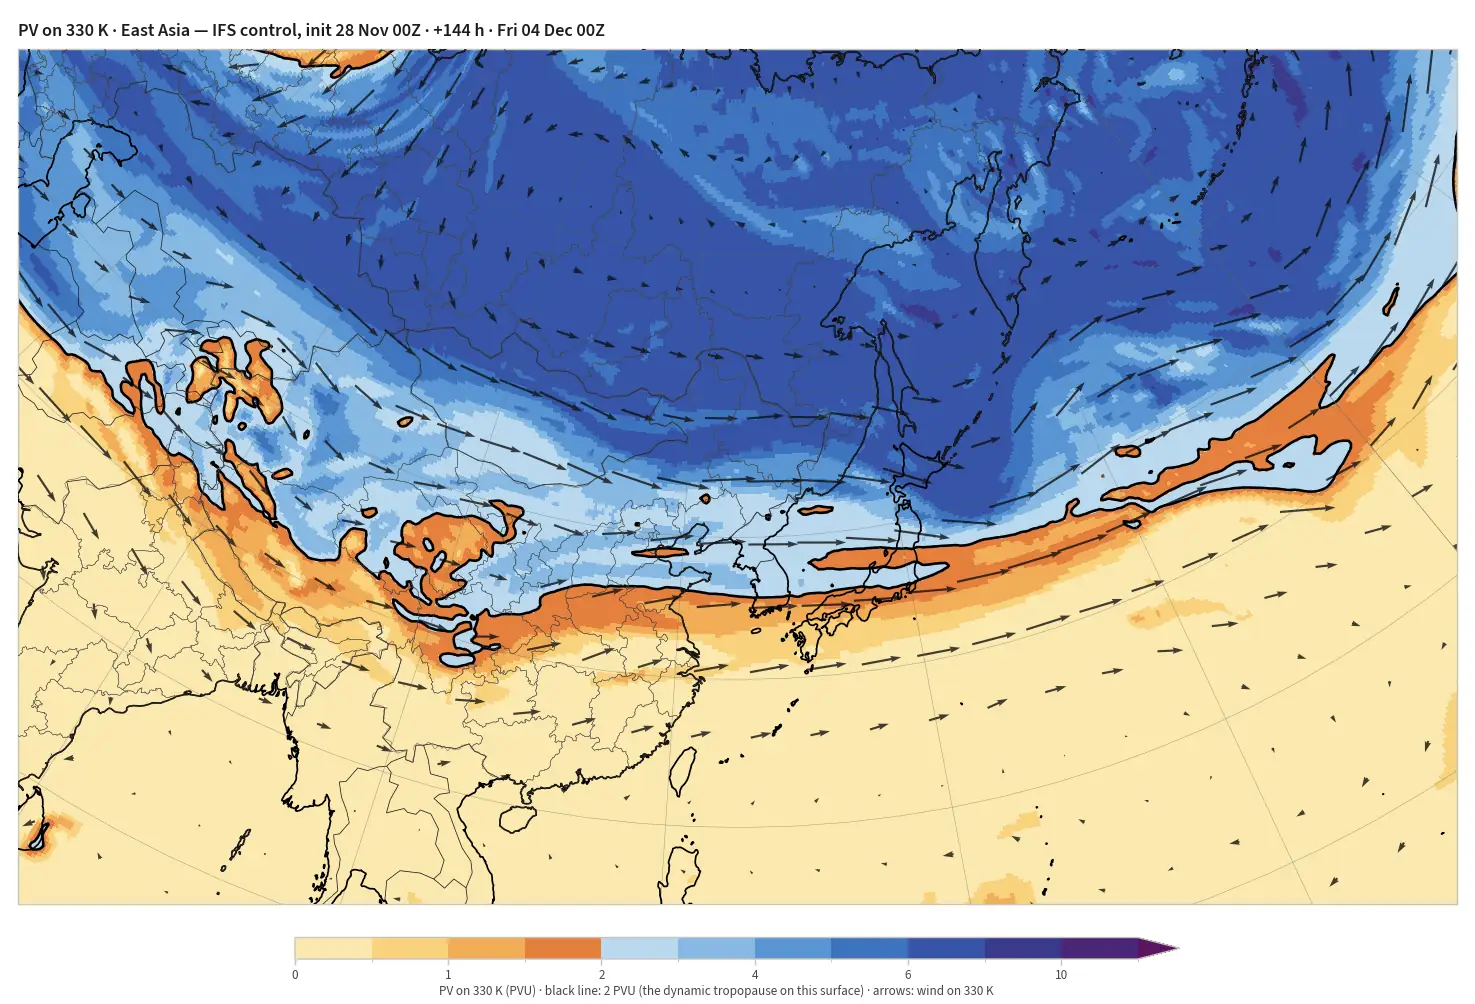 PV on 330 K · East Asia — IFS control, init 28 Nov 00Z · +144 h · Fri 04 Dec 00Z
0 1 2 4 6 10
PV on 330 K (PVU) · black line: 2 PVU (the dynamic tropopause on this surface) · arrows: wind on 330 K